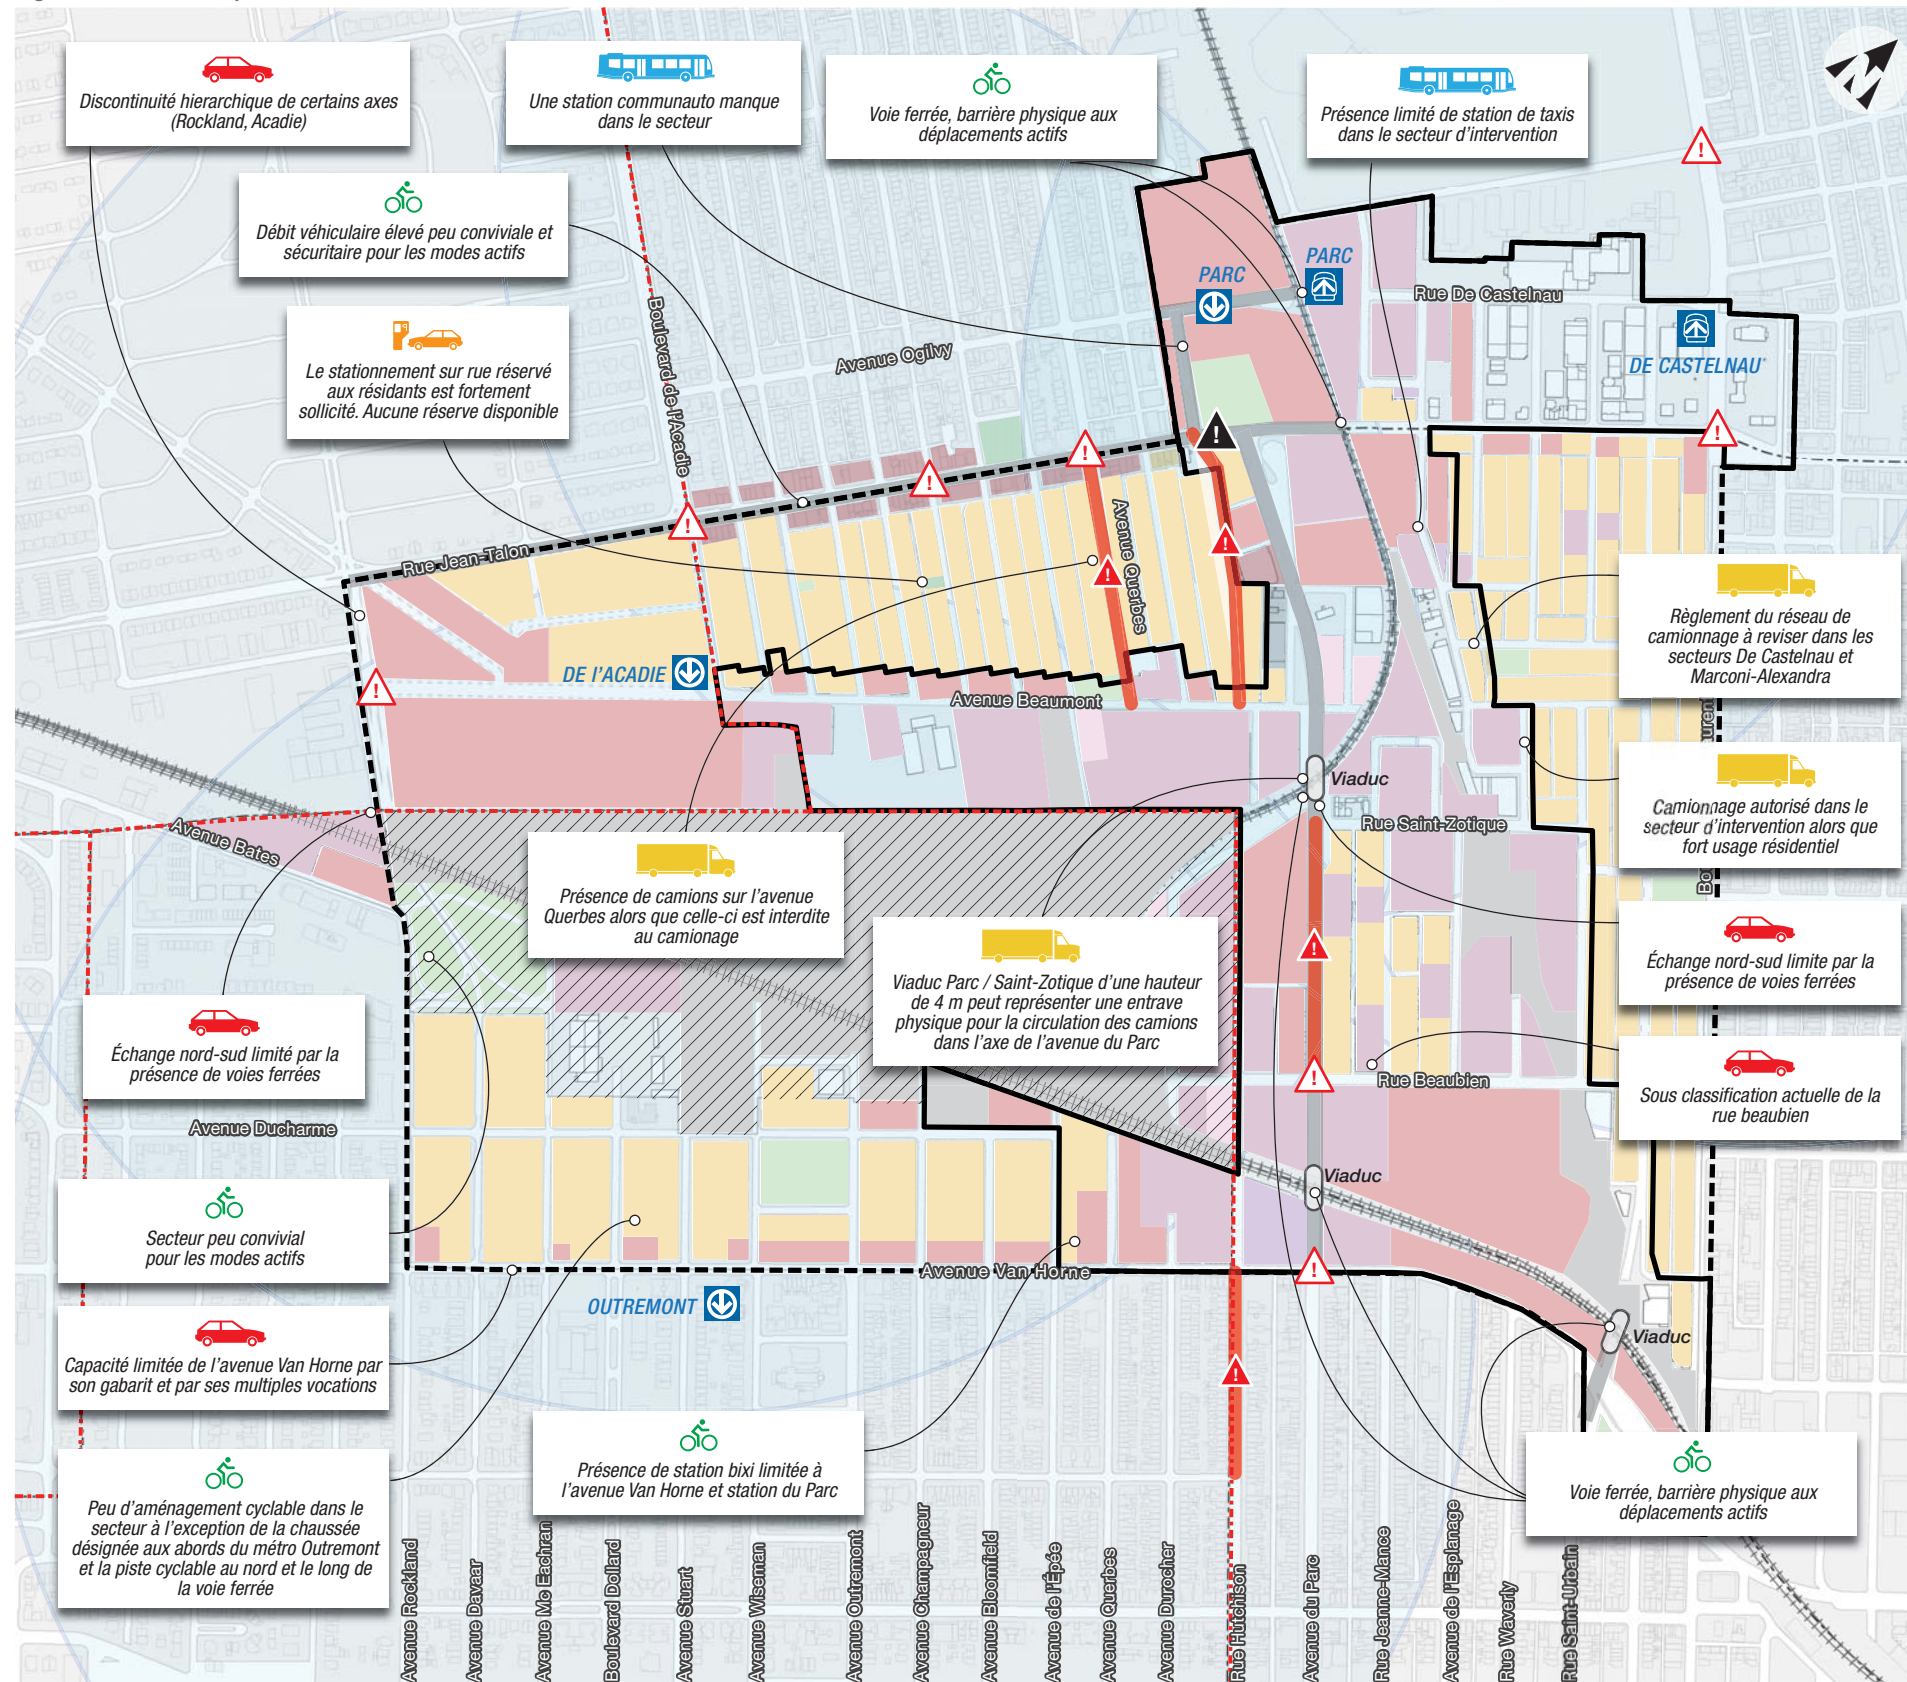 Discontinuité hierarchique de certains axes
(Rockland, Acadie)
Une station communauto manque
dans le secteur
Voie ferrée, barrière physique aux
déplacements actifs
Présence limité de station de taxis
dans le secteur d'intervention
Débit véhiculaire élevé peu conviviale et
sécuritaire pour les modes actifs
Le stationnement sur rue réservé
aux résidants est fortement
sollicité. Aucune réserve disponible
PARC
PARC
Rue De Castelnau
DE CASTELNAU
Boulevard de l'Acadie
Avenue Ogilvy
Rue Jean-Talon
Avenue Querbes
DE l'ACADIE
Avenue Beaumont
Règlement du réseau de
camionnage à reviser dans les
secteurs De Castelnau et
Marconi-Alexandra
Viaduc
Rue Saint-Zotique
Camionnage autorisé dans le
secteur d'intervention alors que
fort usage résidentiel
Avenue Bates
Présence de camions sur l'avenue
Querbes alors que celle-ci est interdite
au camionage
Viaduc Parc / Saint-Zotique d'une hauteur
de 4 m peut représenter une entrave
physique pour la circulation des camions
dans l'axe de l'avenue du Parc
Échange nord-sud limite par la
présence de voies ferrées
Échange nord-sud limité par la
présence de voies ferrées
Rue Beaubien
Sous classification actuelle de la
rue beaubien
Avenue Ducharme
Viaduc
Secteur peu convivial
pour les modes actifs
Avenue Van Horne
OUTREMONT
Viaduc
Capacité limitée de l'avenue Van Horne par
son gabarit et par ses multiples vocations
Présence de station bixi limitée à
l'avenue Van Horne et station du Parc
Voie ferrée, barrière physique aux
déplacements actifs
Peu d'aménagement cyclable dans le
secteur à l'exception de la chaussée
désignée aux abords du métro Outremont
et la piste cyclable au nord et le long de
la voie ferrée
Avenue Rockland
Avenue Davaar
Avenue Mc Eachran
Boulevard Dollard
Avenue Stuart
Avenue Wiseman
Avenue Outremont
Avenue Champagneur
Avenue Bloomfield
Avenue de l'Épée
Avenue Querbes
Avenue Durocher
Rue Hutchison
Avenue du Parc
Rue Jeanne-Mance
Avenue de l'Esplanage
Rue Waverly
Rue Saint-Urbain